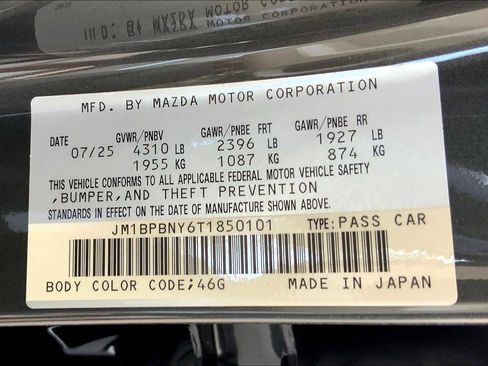 MFD. BY MAZDA MOTOR CORPORATION
DATE GVWR/PNBV GAWR/PNBE FRT GAWR/PNBE RR
07/25 4310 LB 2396 LB 1927 LB
1955 KG 1087 KG 874 KG
THIS VEHICLE CONFORMS TO ALL APPLICABLE FEDERAL MOTOR VEHICLE SAFETY
,BUMPER,AND THEFT PREVENTION
STANDARDS IN EFFECT ON THE DATE OF MANUFACTURE SHOWN ABOVE.
JM1BPBNY6T1850101 TYPE:PASS CAR
BODY COLOR CODE;46G MADE IN JAPAN